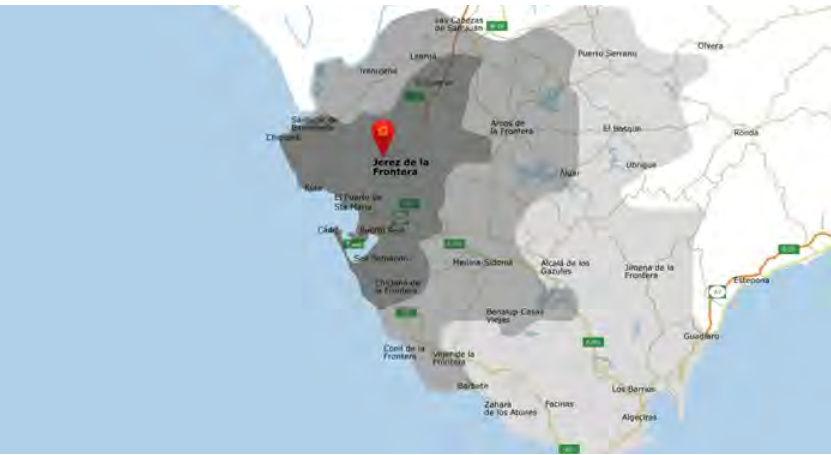 Las Cabezas
de San Juan
Olvera
Puerto Serrano
Lebrija
Trebujena
Sanlúcar de
Barrameda
Arcos de
la Frontera
El Bosque
Ronda
Chipiona
Jerez de la
Frontera
Ubrique
Algar
Rota
El Puerto de
Sta María
Cádiz
Puerto Real
San Fernando
Medina-Sidonia
Alcalá de los
Gazules
Jimena de la
Frontera
Estepona
Chiclana de
la Frontera
A7
Benalup-Casas
Viejas
Guadiaro
Conil de la
Frontera
Vejer de la
Frontera
Barbate
Los Barrios
Zahara
de los Atunes
Facinas
Algeciras